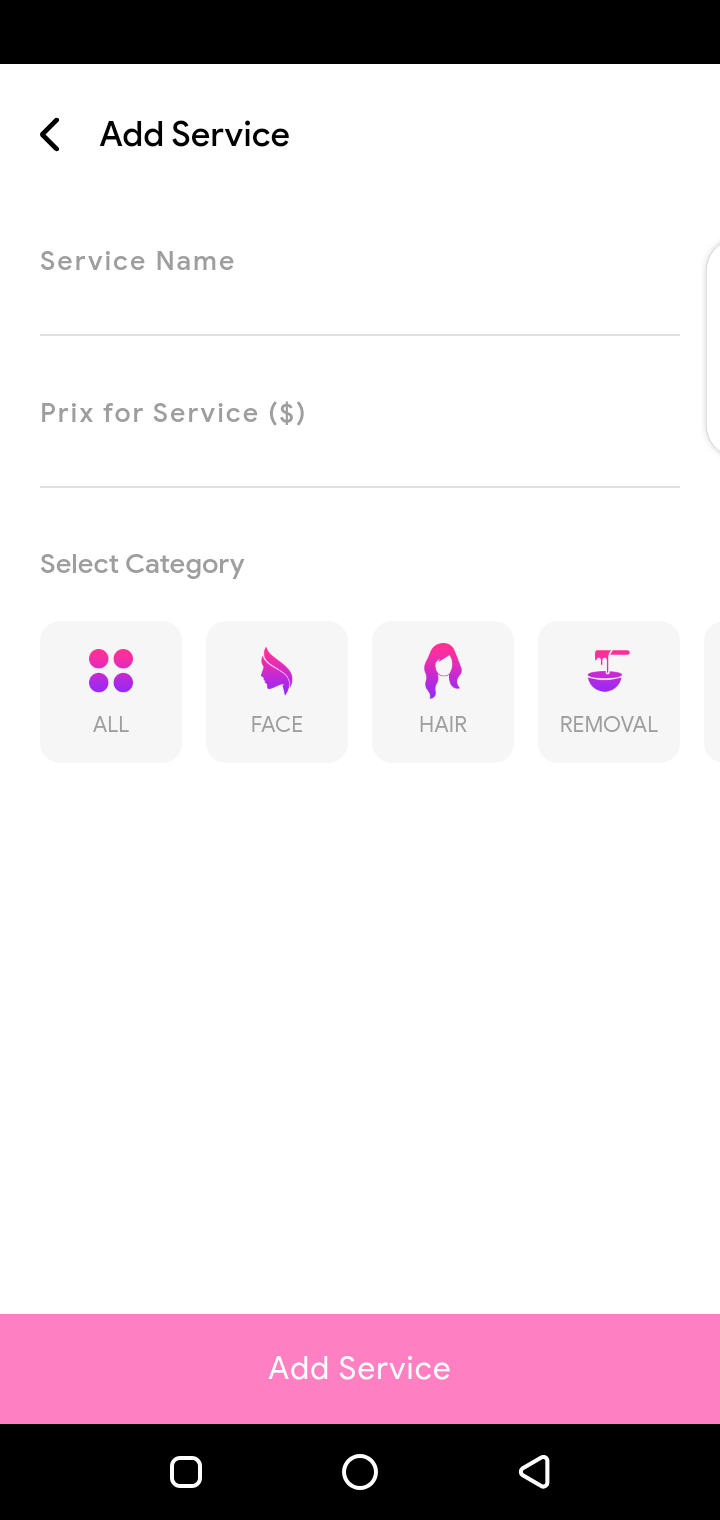 Add Service
Service Name
Prix for Service ($)
Select Category
ALL
FACE
HAIR
REMOVAL
Add Service